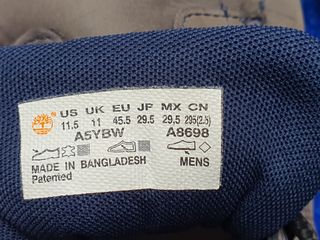 US UK EU JP MX CN
11.5 11 45.5 29.5 29.5 295(2.5)
A5YBW A8698
MADE IN BANGLADESH MENS
Patented